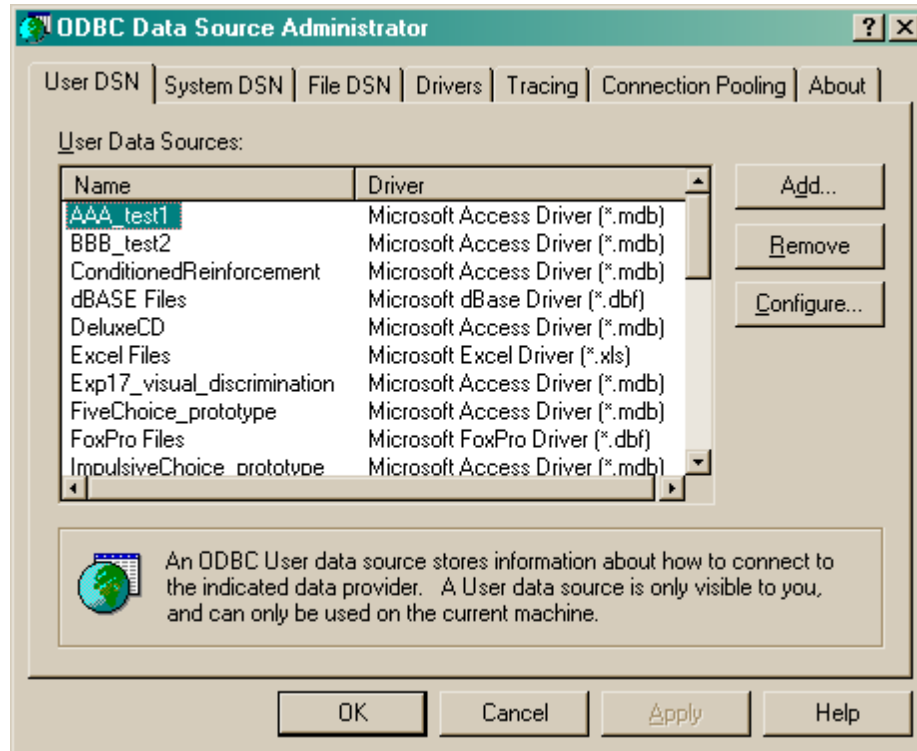 ODBC Data Source Administrator
User DSN System DSN File DSN Drivers Tracing Connection Pooling About
User Data Sources:
Name Driver
AAA_test1 Microsoft Access Driver (*.mdb)
BBB_test2 Microsoft Access Driver (*.mdb)
ConditionedReinforcement Microsoft Access Driver (*.mdb)
dBASE Files Microsoft dBase Driver (*.dbf)
DeluxeCD Microsoft Access Driver (*.mdb)
Excel Files Microsoft Excel Driver (*.xls)
Exp17_visual_discrimination Microsoft Access Driver (*.mdb)
FiveChoice_prototype Microsoft Access Driver (*.mdb)
FoxPro Files Microsoft FoxPro Driver (*.dbf)
ImpulsiveChoice_prototype Microsoft Access Driver (*.mdb)
Add...
Remove
Configure...
An ODBC User data source stores information about how to connect to
the indicated data provider. A User data source is only visible to you,
and can only be used on the current machine.
OK Cancel Apply Help